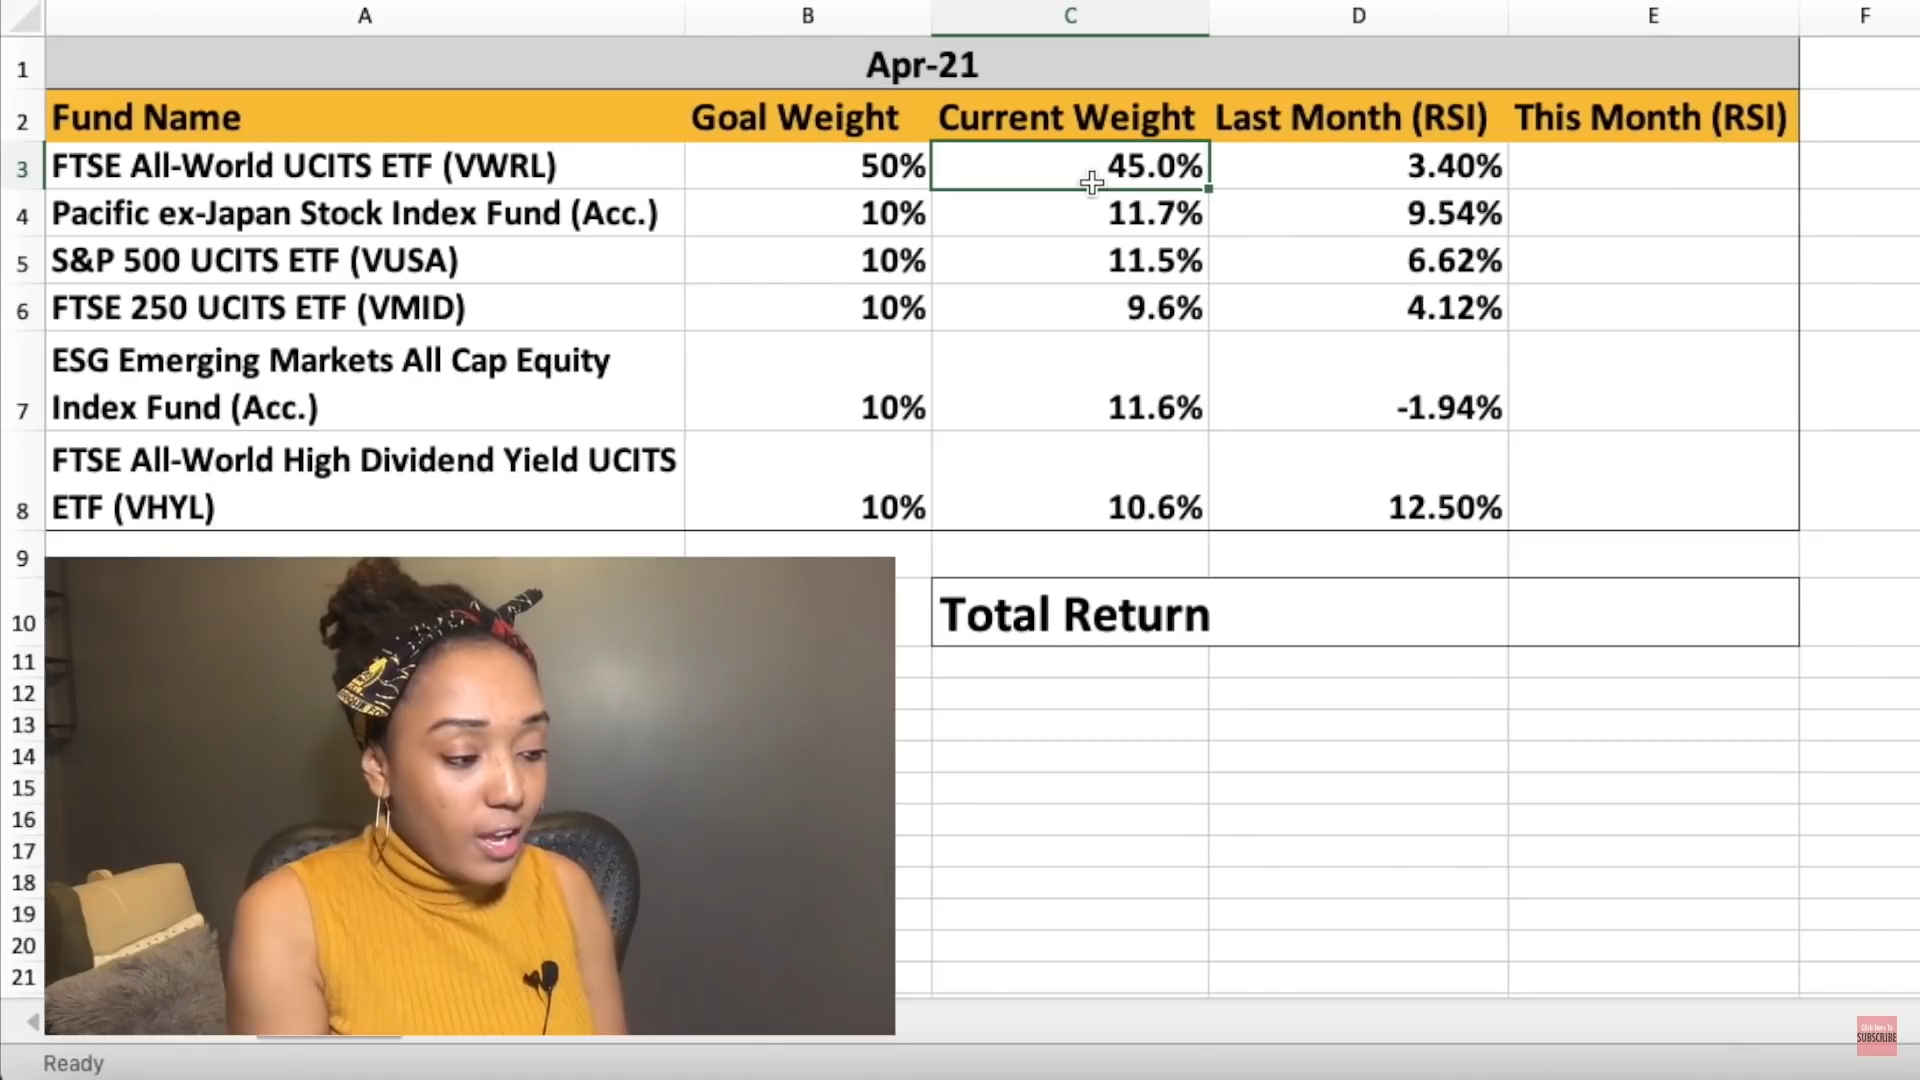 A B C D E F
1 Apr-21
2 Fund Name Goal Weight Current Weight Last Month (RSI) This Month (RSI)
3 FTSE All-World UCITS ETF (VWRL) 50% 45.0% 3.40%
4 Pacific ex-Japan Stock Index Fund (Acc.) 10% 11.7% 9.54%
5 S&P 500 UCITS ETF (VUSA) 10% 11.5% 6.62%
6 FTSE 250 UCITS ETF (VMID) 10% 9.6% 4.12%
ESG Emerging Markets All Cap Equity
7 Index Fund (Acc.) 10% 11.6% -1.94%
FTSE All-World High Dividend Yield UCITS
8 ETF (VHYL) 10% 10.6% 12.50%
9
10 Total Return
11
12
13
14
15
16
17
18
19
20
21
Click Here To
SUBSCRIBE
Ready